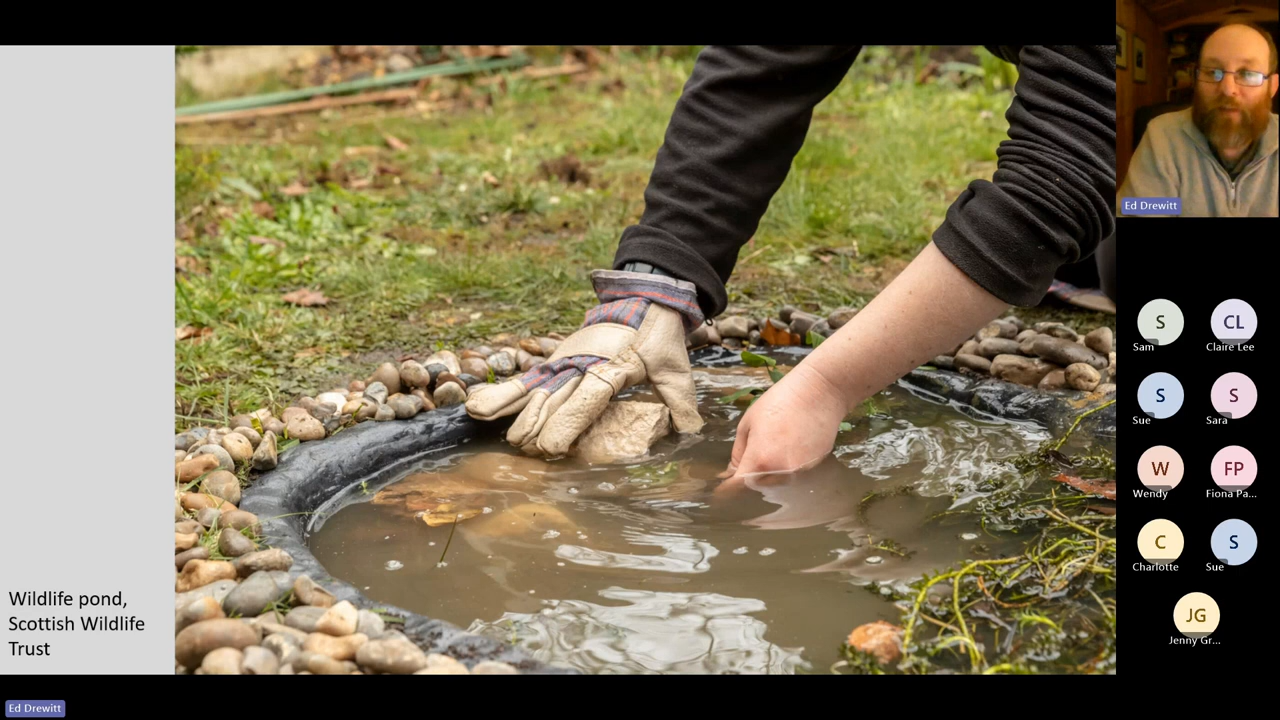 Wildlife pond,
Scottish Wildlife
Trust
Ed Drewitt
Ed Drewitt
S
Sam
CL
Claire Lee
S
Sue
S
Sara
W
Wendy
FP
Fiona Pa...
C
Charlotte
S
Sue
JG
Jenny Gr...